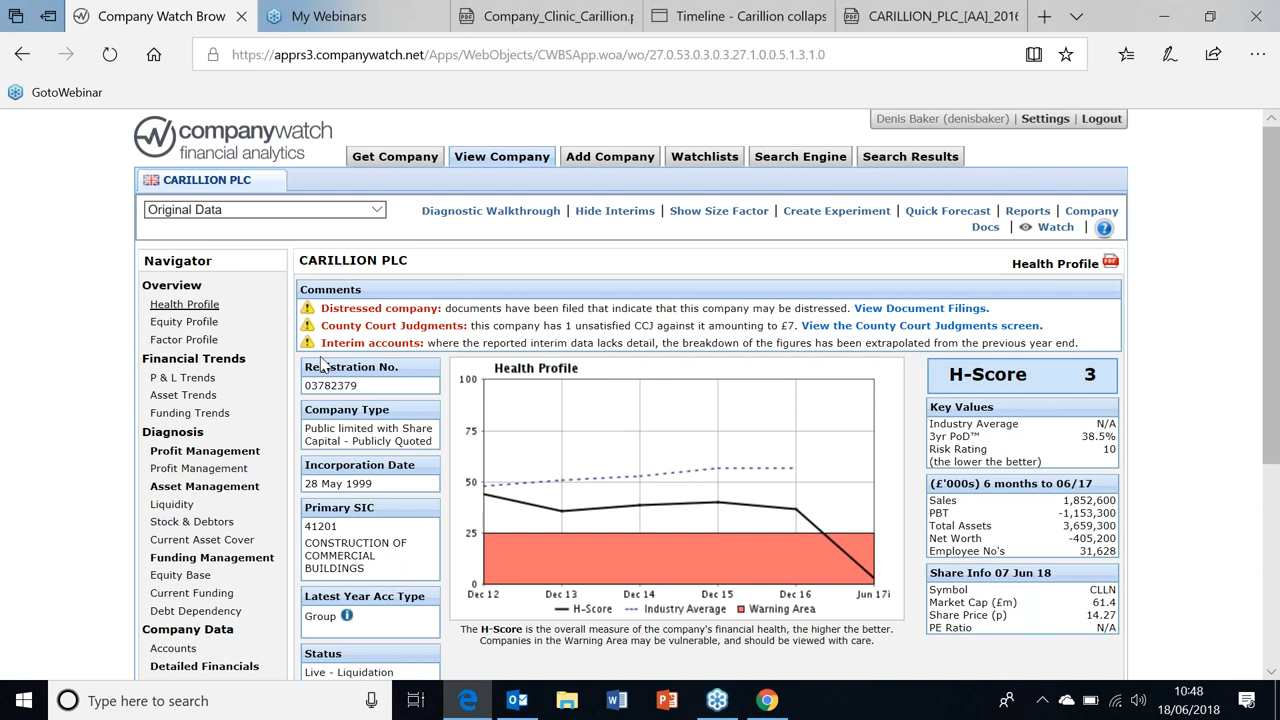 Company Watch Brow
My Webinars
Company_Clinic_Carillion.p
Timeline - Carillion collaps
CARILLION_PLC_[AA]_2016
https://apprs3.companywatch.net/Apps/WebObjects/CWBSApp.woa/wo/27.0.53.0.3.0.3.27.1.0.0.5.1.3.1.0
GotoWebinar
companywatch
financial analytics
Denis Baker (denisbaker) | Settings | Logout
Get Company
View Company
Add Company
Watchlists
Search Engine
Search Results
CARILLION PLC
Original Data
Diagnostic Walkthrough | Hide Interims | Show Size Factor | Create Experiment | Quick Forecast | Reports | Company
Docs | Watch | ?
Navigator
Overview
Health Profile
Equity Profile
Factor Profile
Financial Trends
P & L Trends
Asset Trends
Funding Trends
Diagnosis
Profit Management
Profit Management
Asset Management
Liquidity
Stock & Debtors
Current Asset Cover
Funding Management
Equity Base
Current Funding
Debt Dependency
Company Data
Accounts
Detailed Financials
CARILLION PLC
Health Profile
PDF
Comments
Distressed company: documents have been filed that indicate that this company may be distressed. View Document Filings.
County Court Judgments: this company has 1 unsatisfied CCJ against it amounting to £7. View the County Court Judgments screen.
Interim accounts: where the reported interim data lacks detail, the breakdown of the figures has been extrapolated from the previous year end.
Registration No.
03782379
Company Type
Public limited with Share
Capital - Publicly Quoted
Incorporation Date
28 May 1999
Primary SIC
41201
CONSTRUCTION OF
COMMERCIAL
BUILDINGS
Latest Year Acc Type
Group
Status
Live - Liquidation
Health Profile
100
75
50
25
0
Dec 12
Dec 13
Dec 14
Dec 15
Dec 16
Jun 17i
H-Score
Industry Average
Warning Area
The H-Score is the overall measure of the company's financial health, the higher the better.
Companies in the Warning Area may be vulnerable, and should be viewed with care.
H-Score 3
Key Values
Industry Average N/A
3yr PoD™ 38.5%
Risk Rating 10
(the lower the better)
(£'000s) 6 months to 06/17
Sales 1,852,600
PBT -1,153,300
Total Assets 3,659,300
Net Worth -405,200
Employee No's 31,628
Share Info 07 Jun 18
Symbol CLLN
Market Cap (£m) 61.4
Share Price (p) 14.27
PE Ratio N/A
Type here to search
10:48
18/06/2018